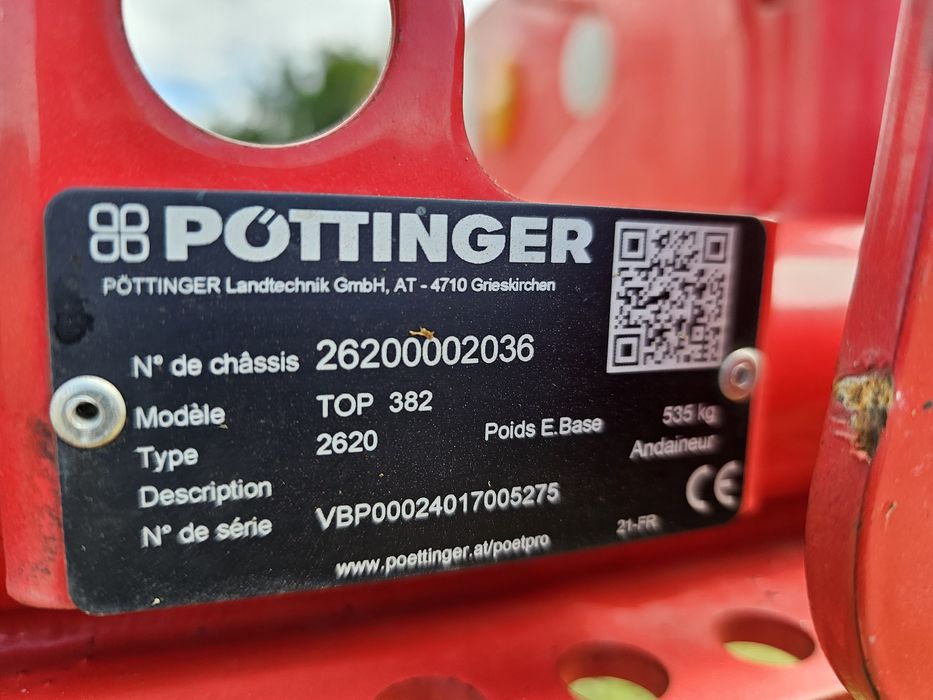 PÖTTINGER
PÖTTINGER Landtechnik GmbH, AT - 4710 Grieskirchen
N° de châssis 26200002036
Modèle TOP 382
Type 2620 Poids E.Base 535 kg
Description Andaineur
N° de série VBP00024017005275
CE
www.poettinger.at/poetpro 21-FR